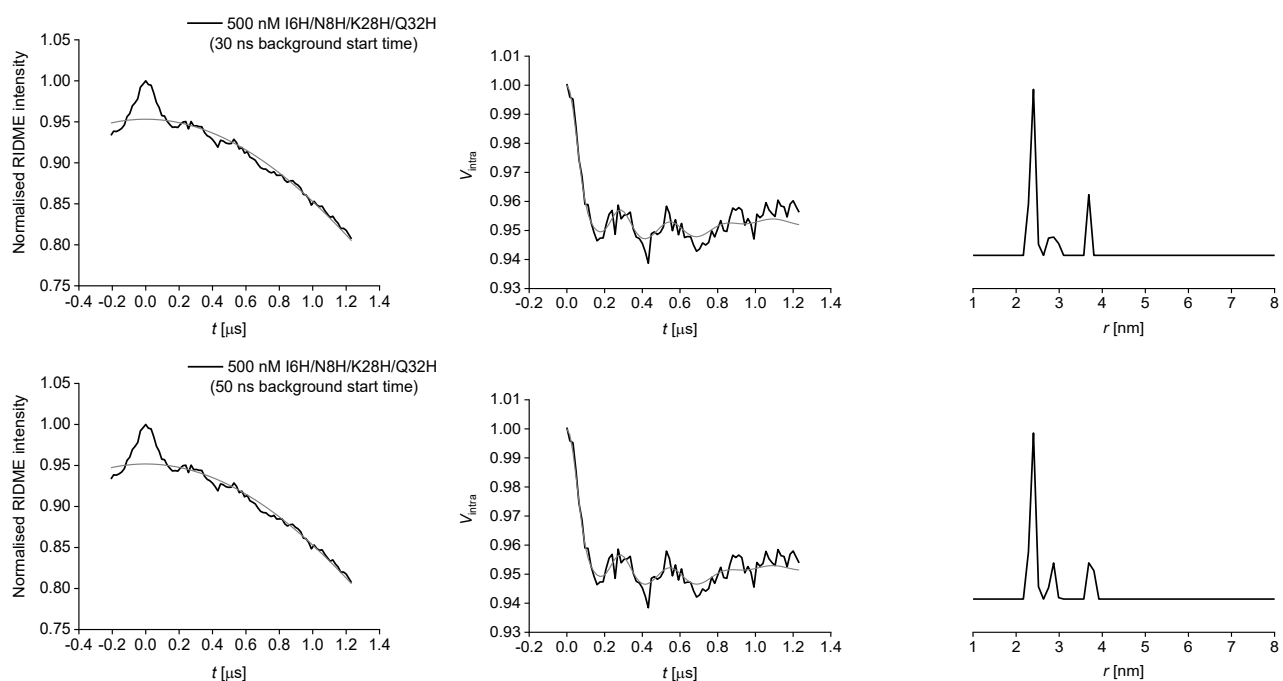 500 nM I6H/N8H/K28H/Q32H
(30 ns background start time)
Normalised RIDME intensity
1.05
1.00
0.95
0.90
0.85
0.80
0.75
-0.4 -0.2 0.0 0.2 0.4 0.6 0.8 1.0 1.2 1.4
t [μs]
Vintra
1.01
0.00
0.99
0.98
0.97
0.96
0.95
0.94
0.93
-0.2 0.0 0.2 0.4 0.6 0.8 1.0 1.2 1.4
t [μs]
1 2 3 4 5 6 7 8
r [nm]
500 nM I6H/N8H/K28H/Q32H
(50 ns background start time)
Normalised RIDME intensity
1.05
1.00
0.95
0.90
0.85
0.80
0.75
-0.4 -0.2 0.0 0.2 0.4 0.6 0.8 1.0 1.2 1.4
t [μs]
Vintra
1.01
1.00
0.99
0.98
0.97
0.96
0.95
0.94
0.93
-0.2 0.0 0.2 0.4 0.6 0.8 1.0 1.2 1.4
t [μs]
1 2 3 4 5 6 7 8
r [nm]